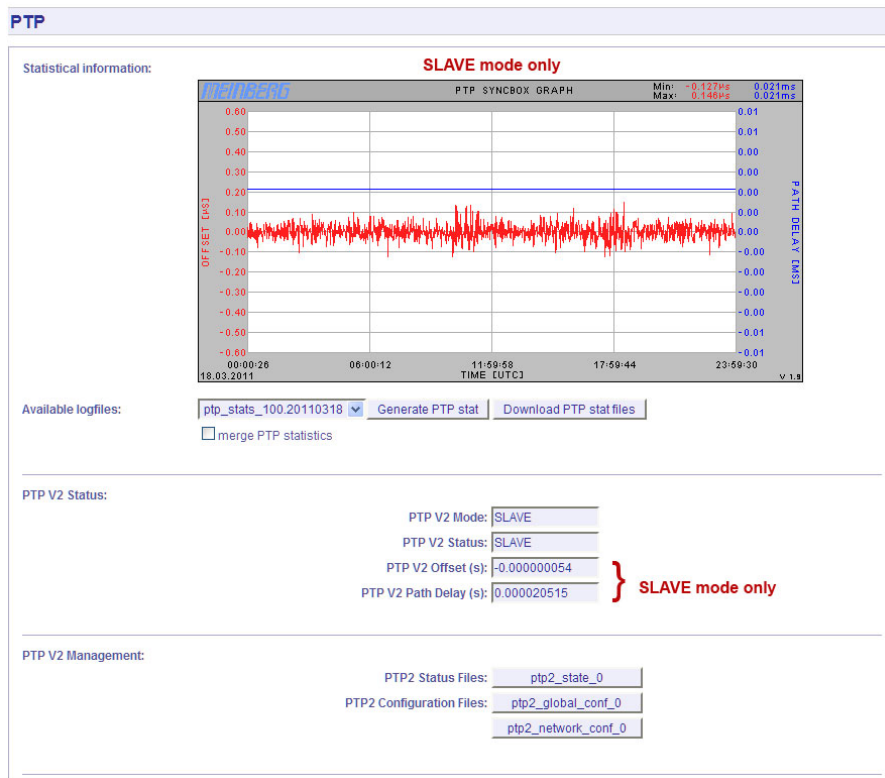 PTP
Statistical information:
SLAVE mode only
MEINBERG PTP SYNCBOX GRAPH Min: -0.127µs 0.021ms
Max: 0.146µs 0.021ms
0.60 0.01
0.50 0.01
0.40 0.00
0.30 0.00
0.20 0.00
0.10 0.00
0.00 0.00
-0.10 -0.00
-0.20 -0.00
-0.30 -0.00
-0.40 -0.00
-0.50 -0.01
-0.60 -0.01
OFFSET [µS]
PATH DELAY [MS]
00:00:26 06:00:12 11:59:58 17:59:44 23:59:30
18.03.2011 TIME [UTC] V 1.9
Available logfiles: ptp_stats_100.20110318 Generate PTP stat Download PTP stat files
merge PTP statistics
PTP V2 Status:
PTP V2 Mode: SLAVE
PTP V2 Status: SLAVE
PTP V2 Offset (s): -0.000000054
PTP V2 Path Delay (s): 0.000020515
} SLAVE mode only
PTP V2 Management:
PTP2 Status Files: ptp2_state_0
PTP2 Configuration Files: ptp2_global_conf_0
ptp2_network_conf_0